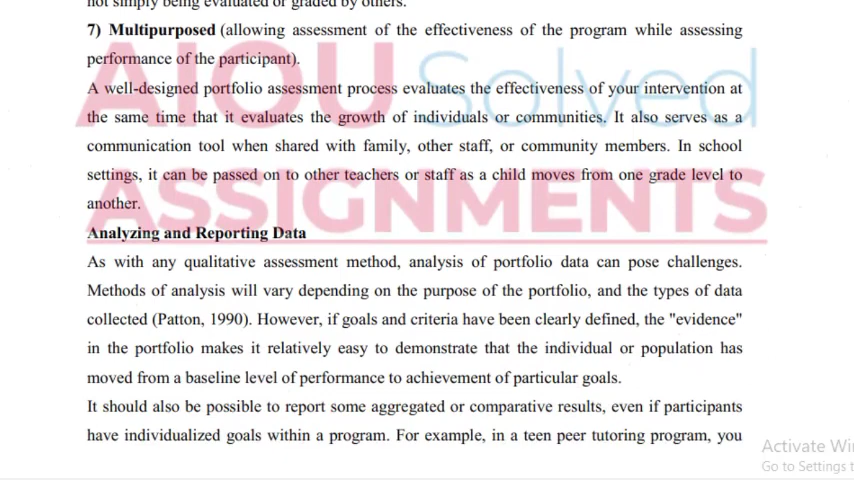 not simply being evaluated or graded by others.
7) Multipurposed (allowing assessment of the effectiveness of the program while assessing
performance of the participant).
A well-designed portfolio assessment process evaluates the effectiveness of your intervention at
the same time that it evaluates the growth of individuals or communities. It also serves as a
communication tool when shared with family, other staff, or community members. In school
settings, it can be passed on to other teachers or staff as a child moves from one grade level to
another.
Analyzing and Reporting Data
As with any qualitative assessment method, analysis of portfolio data can pose challenges.
Methods of analysis will vary depending on the purpose of the portfolio, and the types of data
collected (Patton, 1990). However, if goals and criteria have been clearly defined, the "evidence"
in the portfolio makes it relatively easy to demonstrate that the individual or population has
moved from a baseline level of performance to achievement of particular goals.
It should also be possible to report some aggregated or comparative results, even if participants
have individualized goals within a program. For example, in a teen peer tutoring program, you
AIOU Solved
ASSIGNMENTS
Activate Win
Go to Settings t